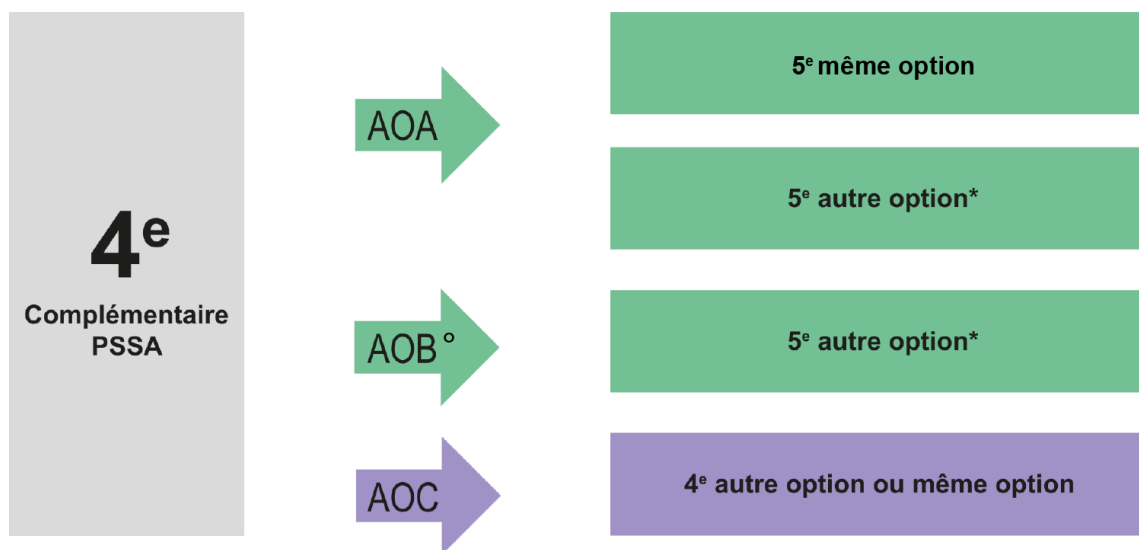 4e
Complémentaire
PSSA
AOA
5e même option
5e autre option*
AOB°
5e autre option*
AOC
4e autre option ou même option